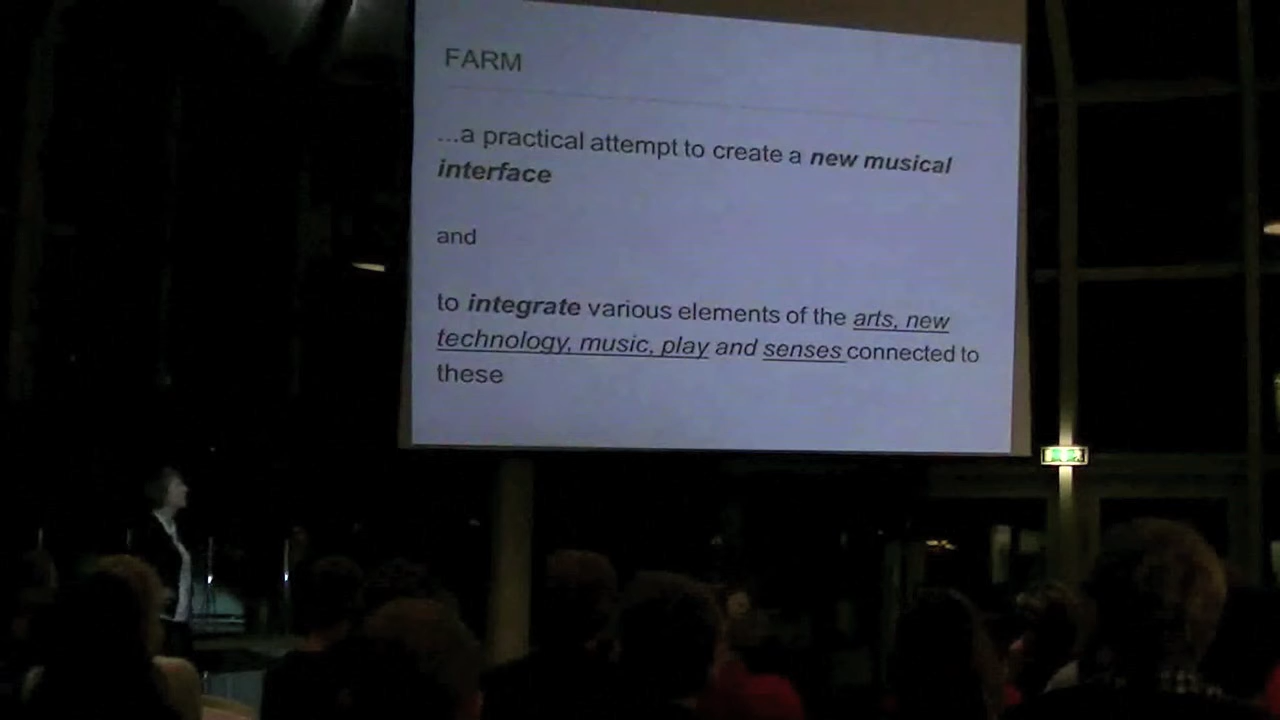 FARM
...a practical attempt to create a new musical
interface
and
to integrate various elements of the arts, new
technology, music, play and senses connected to
these